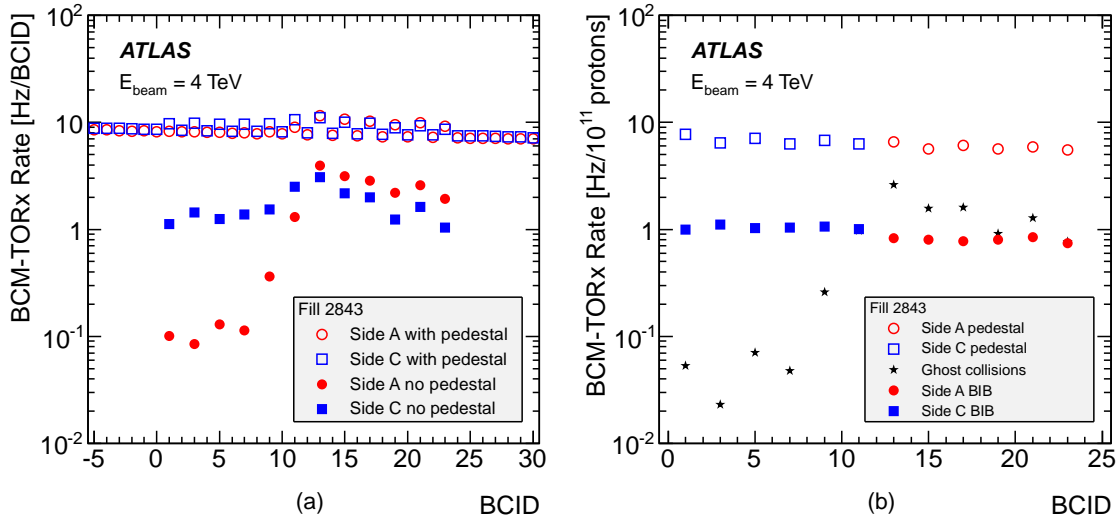 BCM-TORx Rate [Hz/BCID]
10²
10
1
10⁻¹
10⁻²
ATLAS
E_beam = 4 TeV
Fill 2843
Side A with pedestal
Side C with pedestal
Side A no pedestal
Side C no pedestal
-5 0 5 10 15 20 25 30
BCID
(a)
BCM-TORx Rate [Hz/10¹¹ protons]
10²
10
1
10⁻¹
10⁻²
ATLAS
E_beam = 4 TeV
Fill 2843
Side A pedestal
Side C pedestal
Ghost collisions
Side A BIB
Side C BIB
0 5 10 15 20 25
BCID
(b)